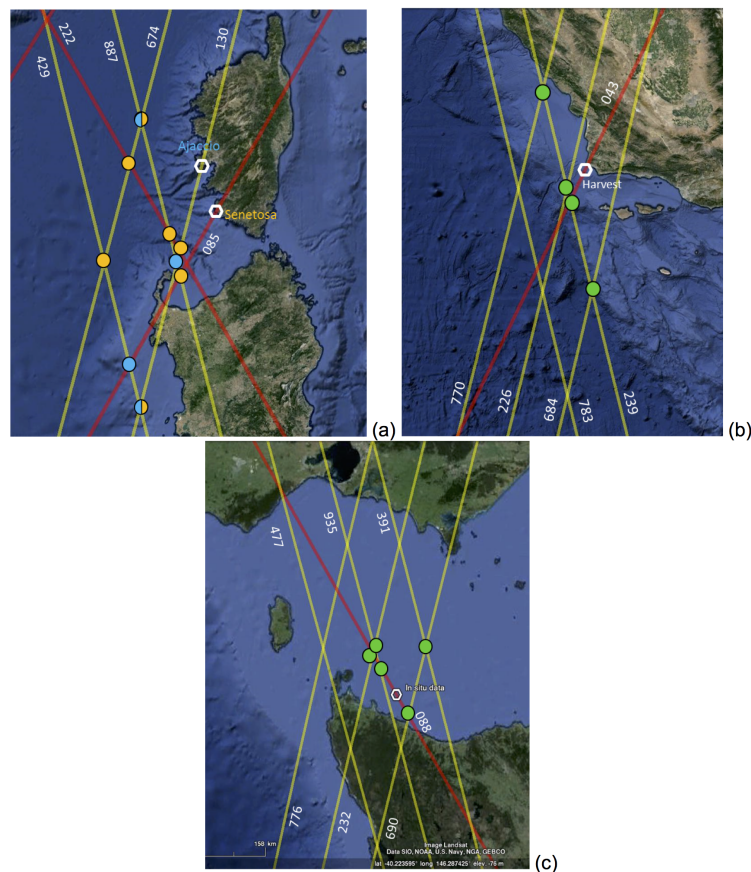 222
887
674
130
429
Ajaccio
Senetosa
085
(a)
043
Harvest
770
226
684
783
239
(b)
477
935
391
In situ data
088
776
232
690
158 km
Image Landsat
Data SIO, NOAA, U.S. Navy, NGA, GEBCO
lat -40.223595° long 146.287425° elev -76 m
(c)